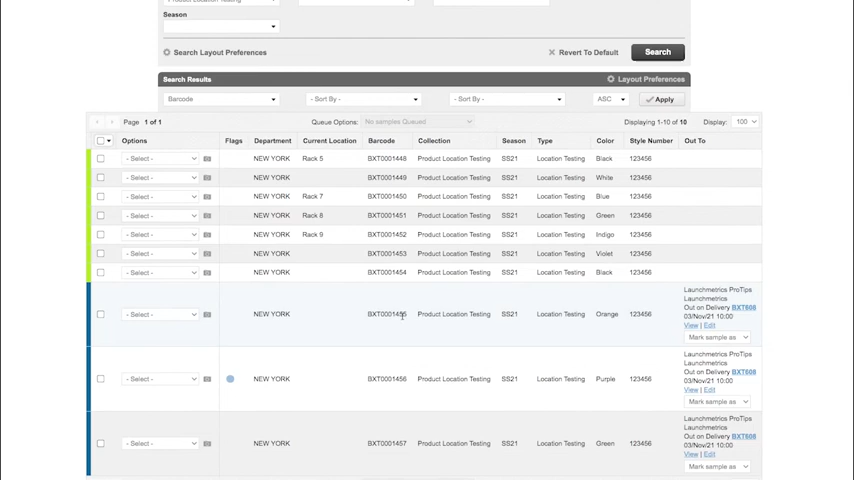 Product Location Testing
Season
Search Layout Preferences
Revert To Default
Search
Search Results
Layout Preferences
Barcode
- Sort By -
- Sort By -
ASC
Apply
Page 1 of 1
Queue Options: No samples Queued
Displaying 1-10 of 10
Display: 100
Options Flags Department Current Location Barcode Collection Season Type Color Style Number Out To
- Select - NEW YORK Rack 5 BXT0001448 Product Location Testing SS21 Location Testing Black 123456
- Select - NEW YORK BXT0001449 Product Location Testing SS21 Location Testing White 123456
- Select - NEW YORK Rack 7 BXT0001450 Product Location Testing SS21 Location Testing Blue 123456
- Select - NEW YORK Rack 8 BXT0001451 Product Location Testing SS21 Location Testing Green 123456
- Select - NEW YORK Rack 9 BXT0001452 Product Location Testing SS21 Location Testing Indigo 123456
- Select - NEW YORK BXT0001453 Product Location Testing SS21 Location Testing Violet 123456
- Select - NEW YORK BXT0001454 Product Location Testing SS21 Location Testing Black 123456
- Select - NEW YORK BXT0001455 Product Location Testing SS21 Location Testing Orange 123456
Launchmetrics ProTips
Launchmetrics
Out on Delivery BXT608
03/Nov/21 10:00
View | Edit
Mark sample as
- Select - NEW YORK BXT0001456 Product Location Testing SS21 Location Testing Purple 123456
Launchmetrics ProTips
Launchmetrics
Out on Delivery BXT608
03/Nov/21 10:00
View | Edit
Mark sample as
- Select - NEW YORK BXT0001457 Product Location Testing SS21 Location Testing Green 123456
Launchmetrics ProTips
Launchmetrics
Out on Delivery BXT608
03/Nov/21 10:00
View | Edit
Mark sample as